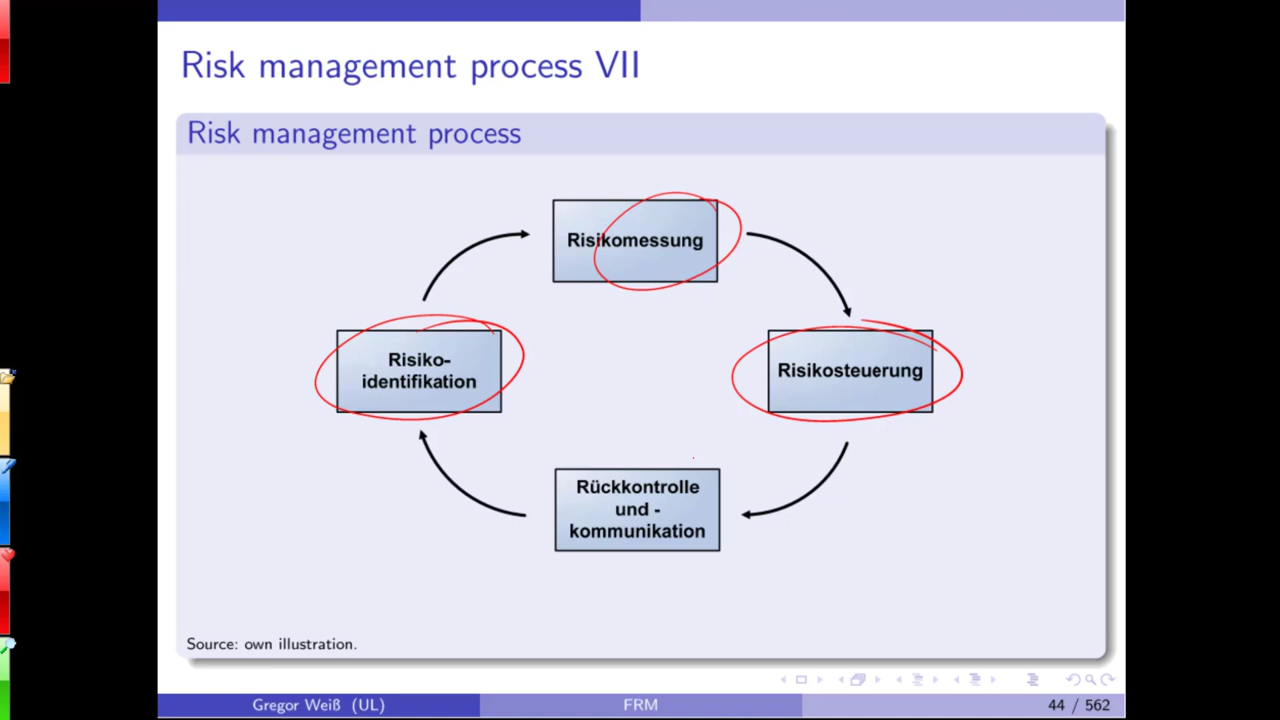 Risk management process VII
Risk management process
Risikomessung
Risiko-
identifikation
Risikosteuerung
Rückkontrolle
und -
kommunikation
Source: own illustration.
Gregor Weiß (UL)
FRM
44 / 562